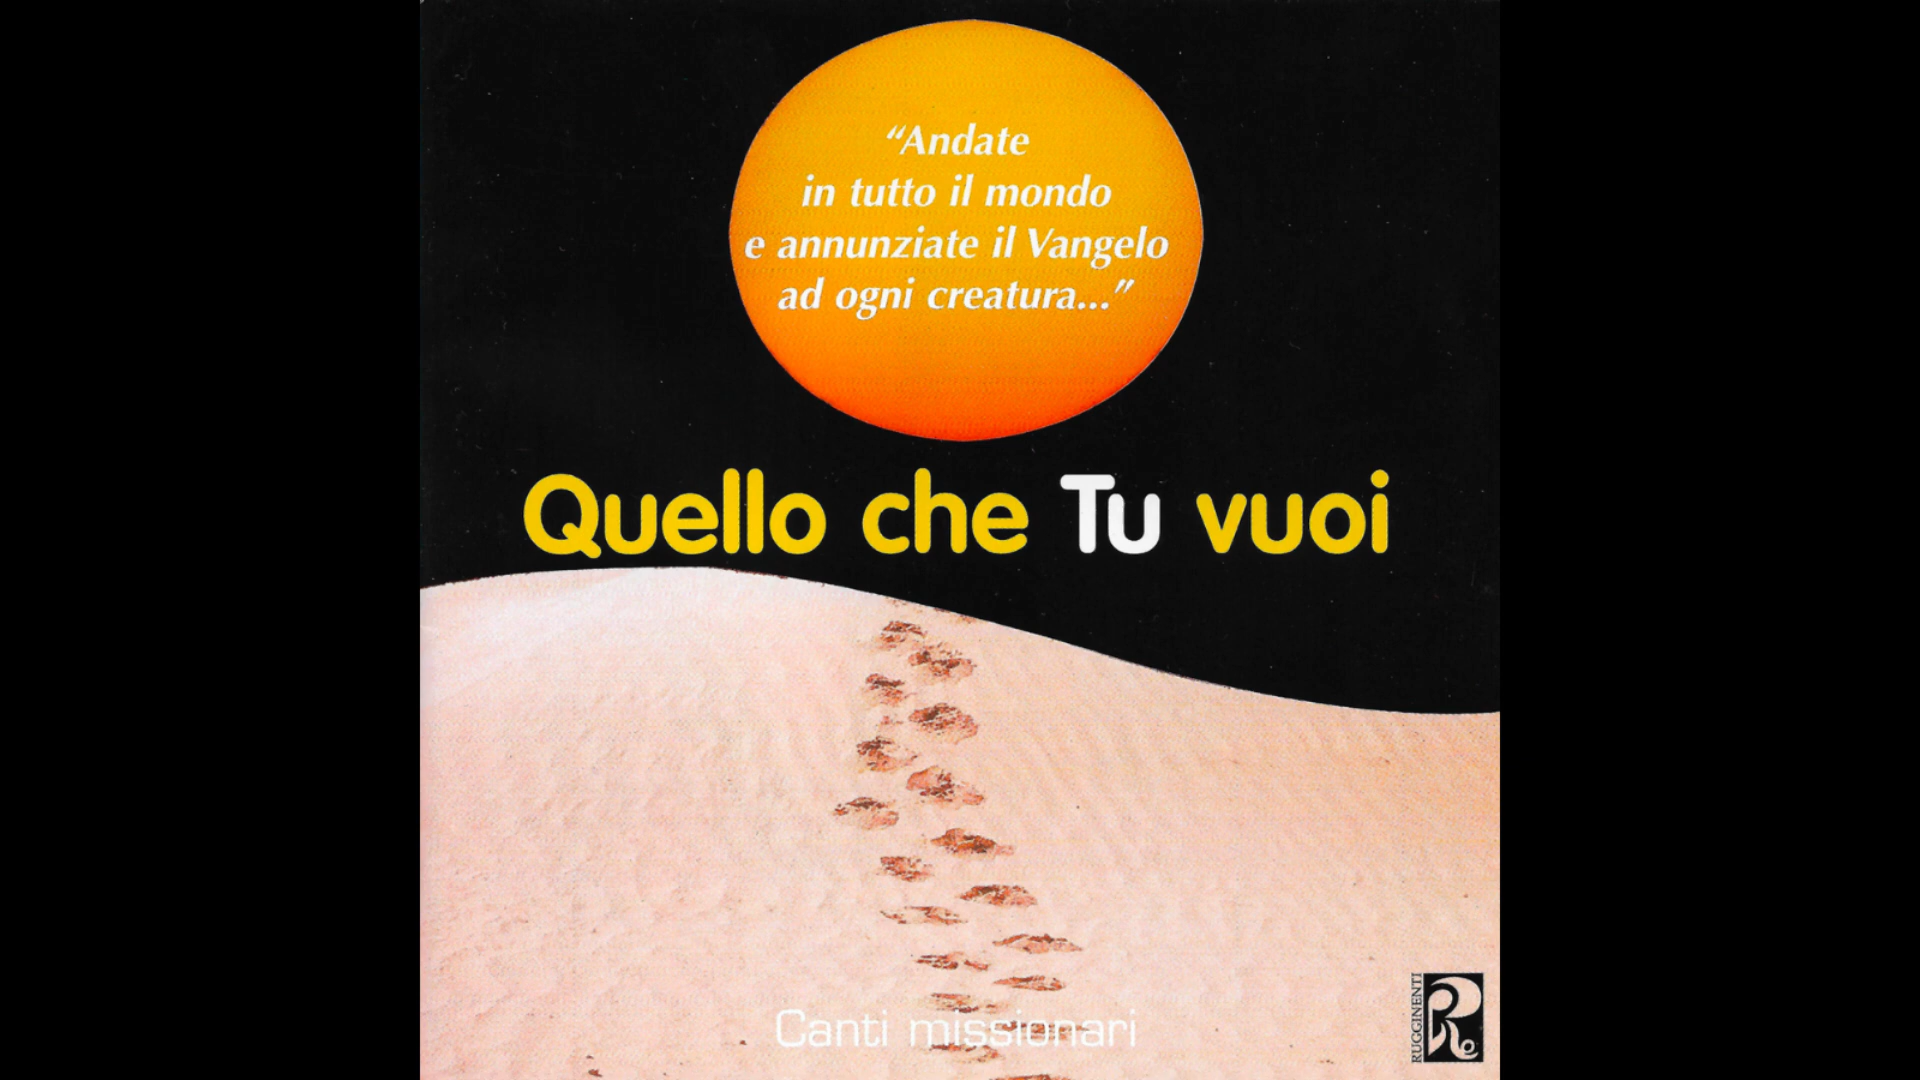 “Andate
in tutto il mondo
e annunziate il Vangelo
ad ogni creatura...”
Quello che Tu vuoi
Canti missionari
RUGGINENTI
Re